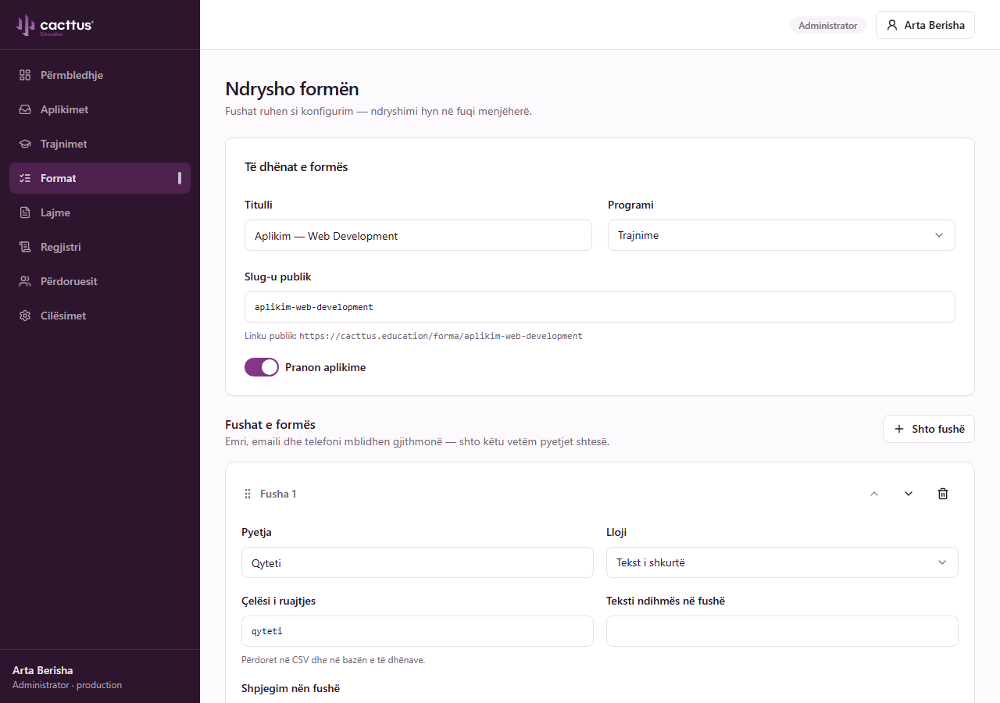 cacttus
Education
Administrator
Arta Berisha
Përmbledhje
Aplikimet
Trajnimet
Format
Lajme
Regjistri
Përdoruesit
Cilësimet
Arta Berisha
Administrator · production
Ndrysho formën
Fushat ruhen si konfigurim — ndryshimi hyn në fuqi menjëherë.
Të dhënat e formës
Titulli
Programi
Aplikim — Web Development
Trajnime
Slug-u publik
aplikim-web-development
Linku publik: https://cacttus.education/forma/aplikim-web-development
Pranon aplikime
Fushat e formës
Emri, emaili dhe telefoni mblidhen gjithmonë — shto këtu vetëm pyetjet shtesë.
Shto fushë
Fusha 1
Pyetja
Lloji
Qyteti
Tekst i shkurtë
Çelësi i ruajtjes
Teksti ndihmës në fushë
qyteti
Përdoret në CSV dhe në bazën e të dhënave.
Shpjegim nën fushë